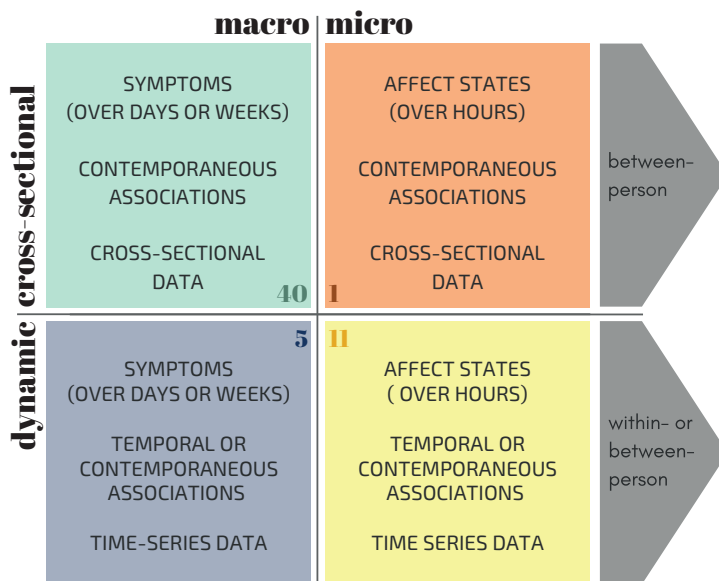 macro micro
cross-sectional
SYMPTOMS
(OVER DAYS OR WEEKS)
CONTEMPORANEOUS
ASSOCIATIONS
CROSS-SECTIONAL
DATA
40
AFFECT STATES
(OVER HOURS)
CONTEMPORANEOUS
ASSOCIATIONS
CROSS-SECTIONAL
DATA
1
between-
person
dynamic
5
SYMPTOMS
(OVER DAYS OR WEEKS)
TEMPORAL OR
CONTEMPORANEOUS
ASSOCIATIONS
TIME-SERIES DATA
11
AFFECT STATES
( OVER HOURS)
TEMPORAL OR
CONTEMPORANEOUS
ASSOCIATIONS
TIME SERIES DATA
within- or
between-
person